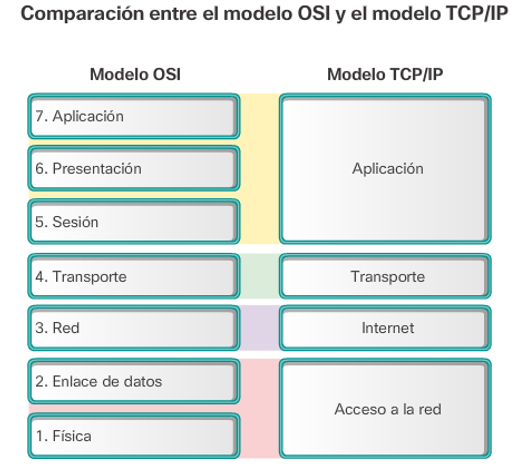 Comparación entre el modelo OSI y el modelo TCP/IP
Modelo OSI
Modelo TCP/IP
7. Aplicación
6. Presentación
5. Sesión
4. Transporte
3. Red
2. Enlace de datos
1. Física
Aplicación
Transporte
Internet
Acceso a la red